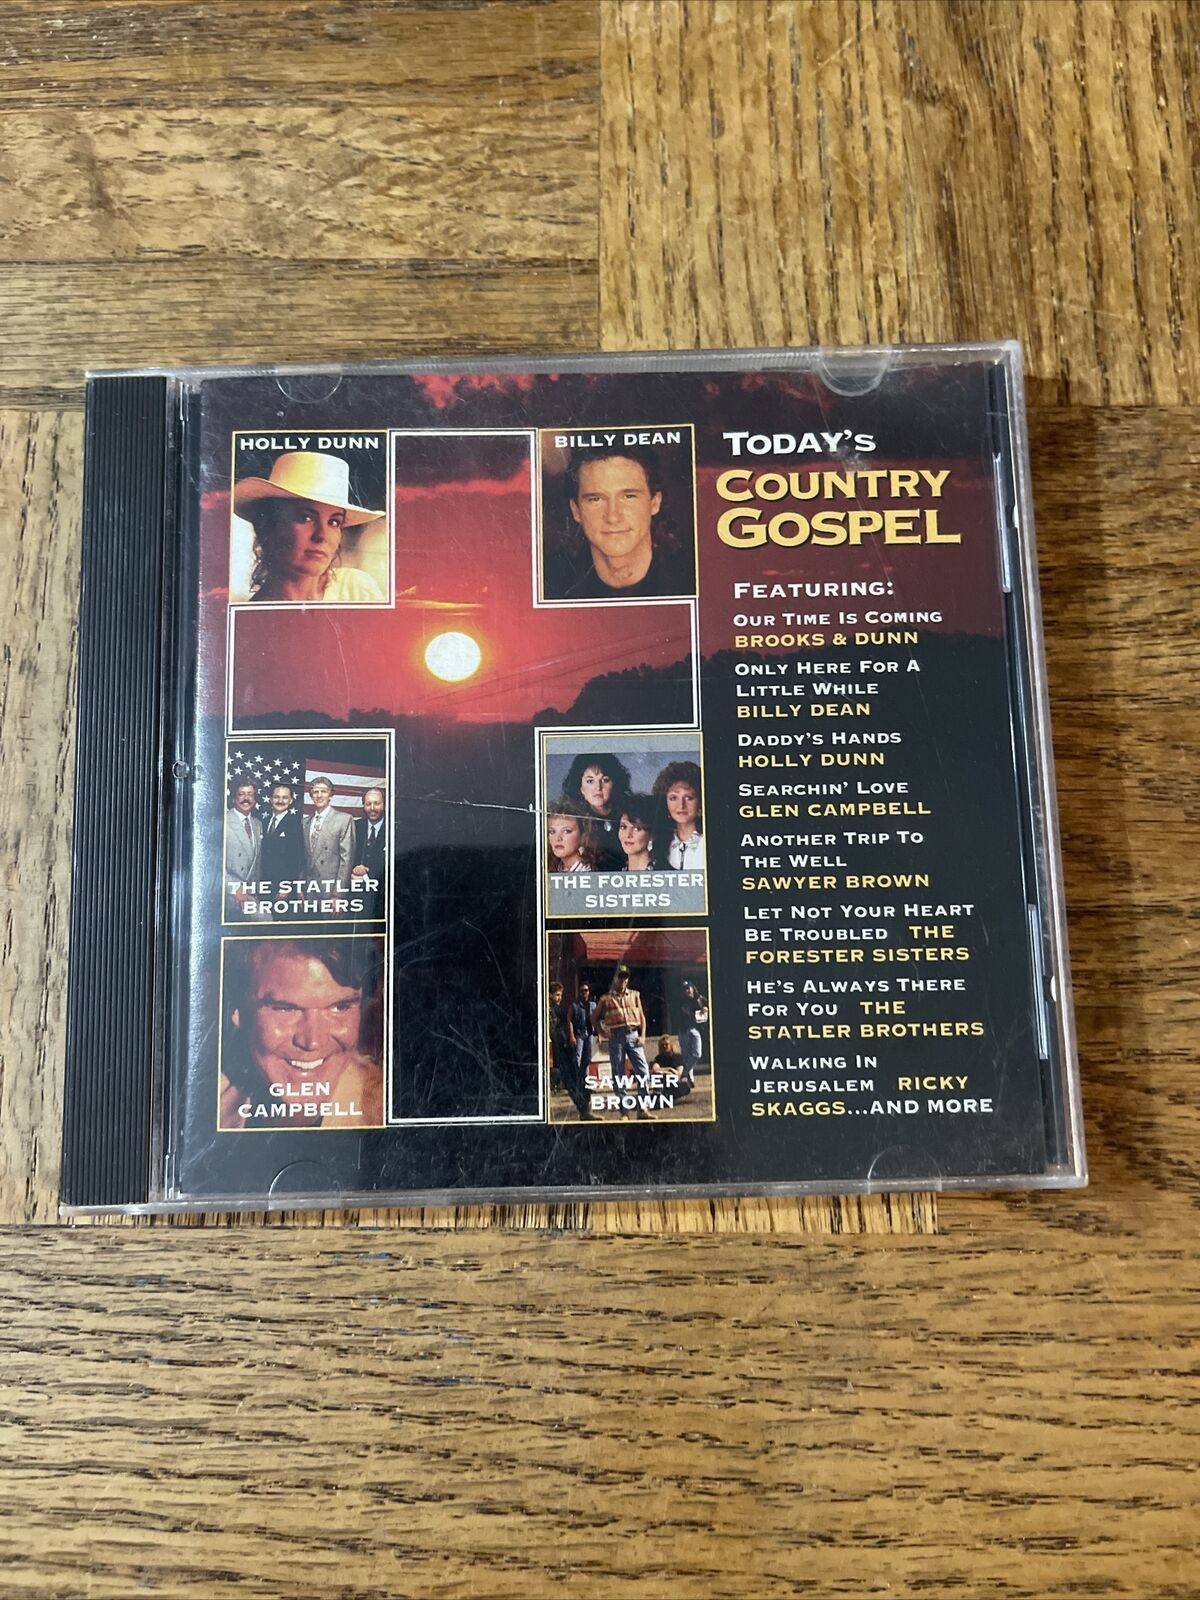 HOLLY DUNN
BILLY DEAN
THE STATLER
BROTHERS
THE FORESTER
SISTERS
GLEN
CAMPBELL
SAWYER
BROWN
TODAY'S
COUNTRY
GOSPEL
FEATURING:
OUR TIME IS COMING
BROOKS & DUNN
ONLY HERE FOR A
LITTLE WHILE
BILLY DEAN
DADDY'S HANDS
HOLLY DUNN
SEARCHIN' LOVE
GLEN CAMPBELL
ANOTHER TRIP TO
THE WELL
SAWYER BROWN
LET NOT YOUR HEART
BE TROUBLED THE
FORESTER SISTERS
HE'S ALWAYS THERE
FOR YOU THE
STATLER BROTHERS
WALKING IN
JERUSALEM RICKY
SKAGGS...AND MORE